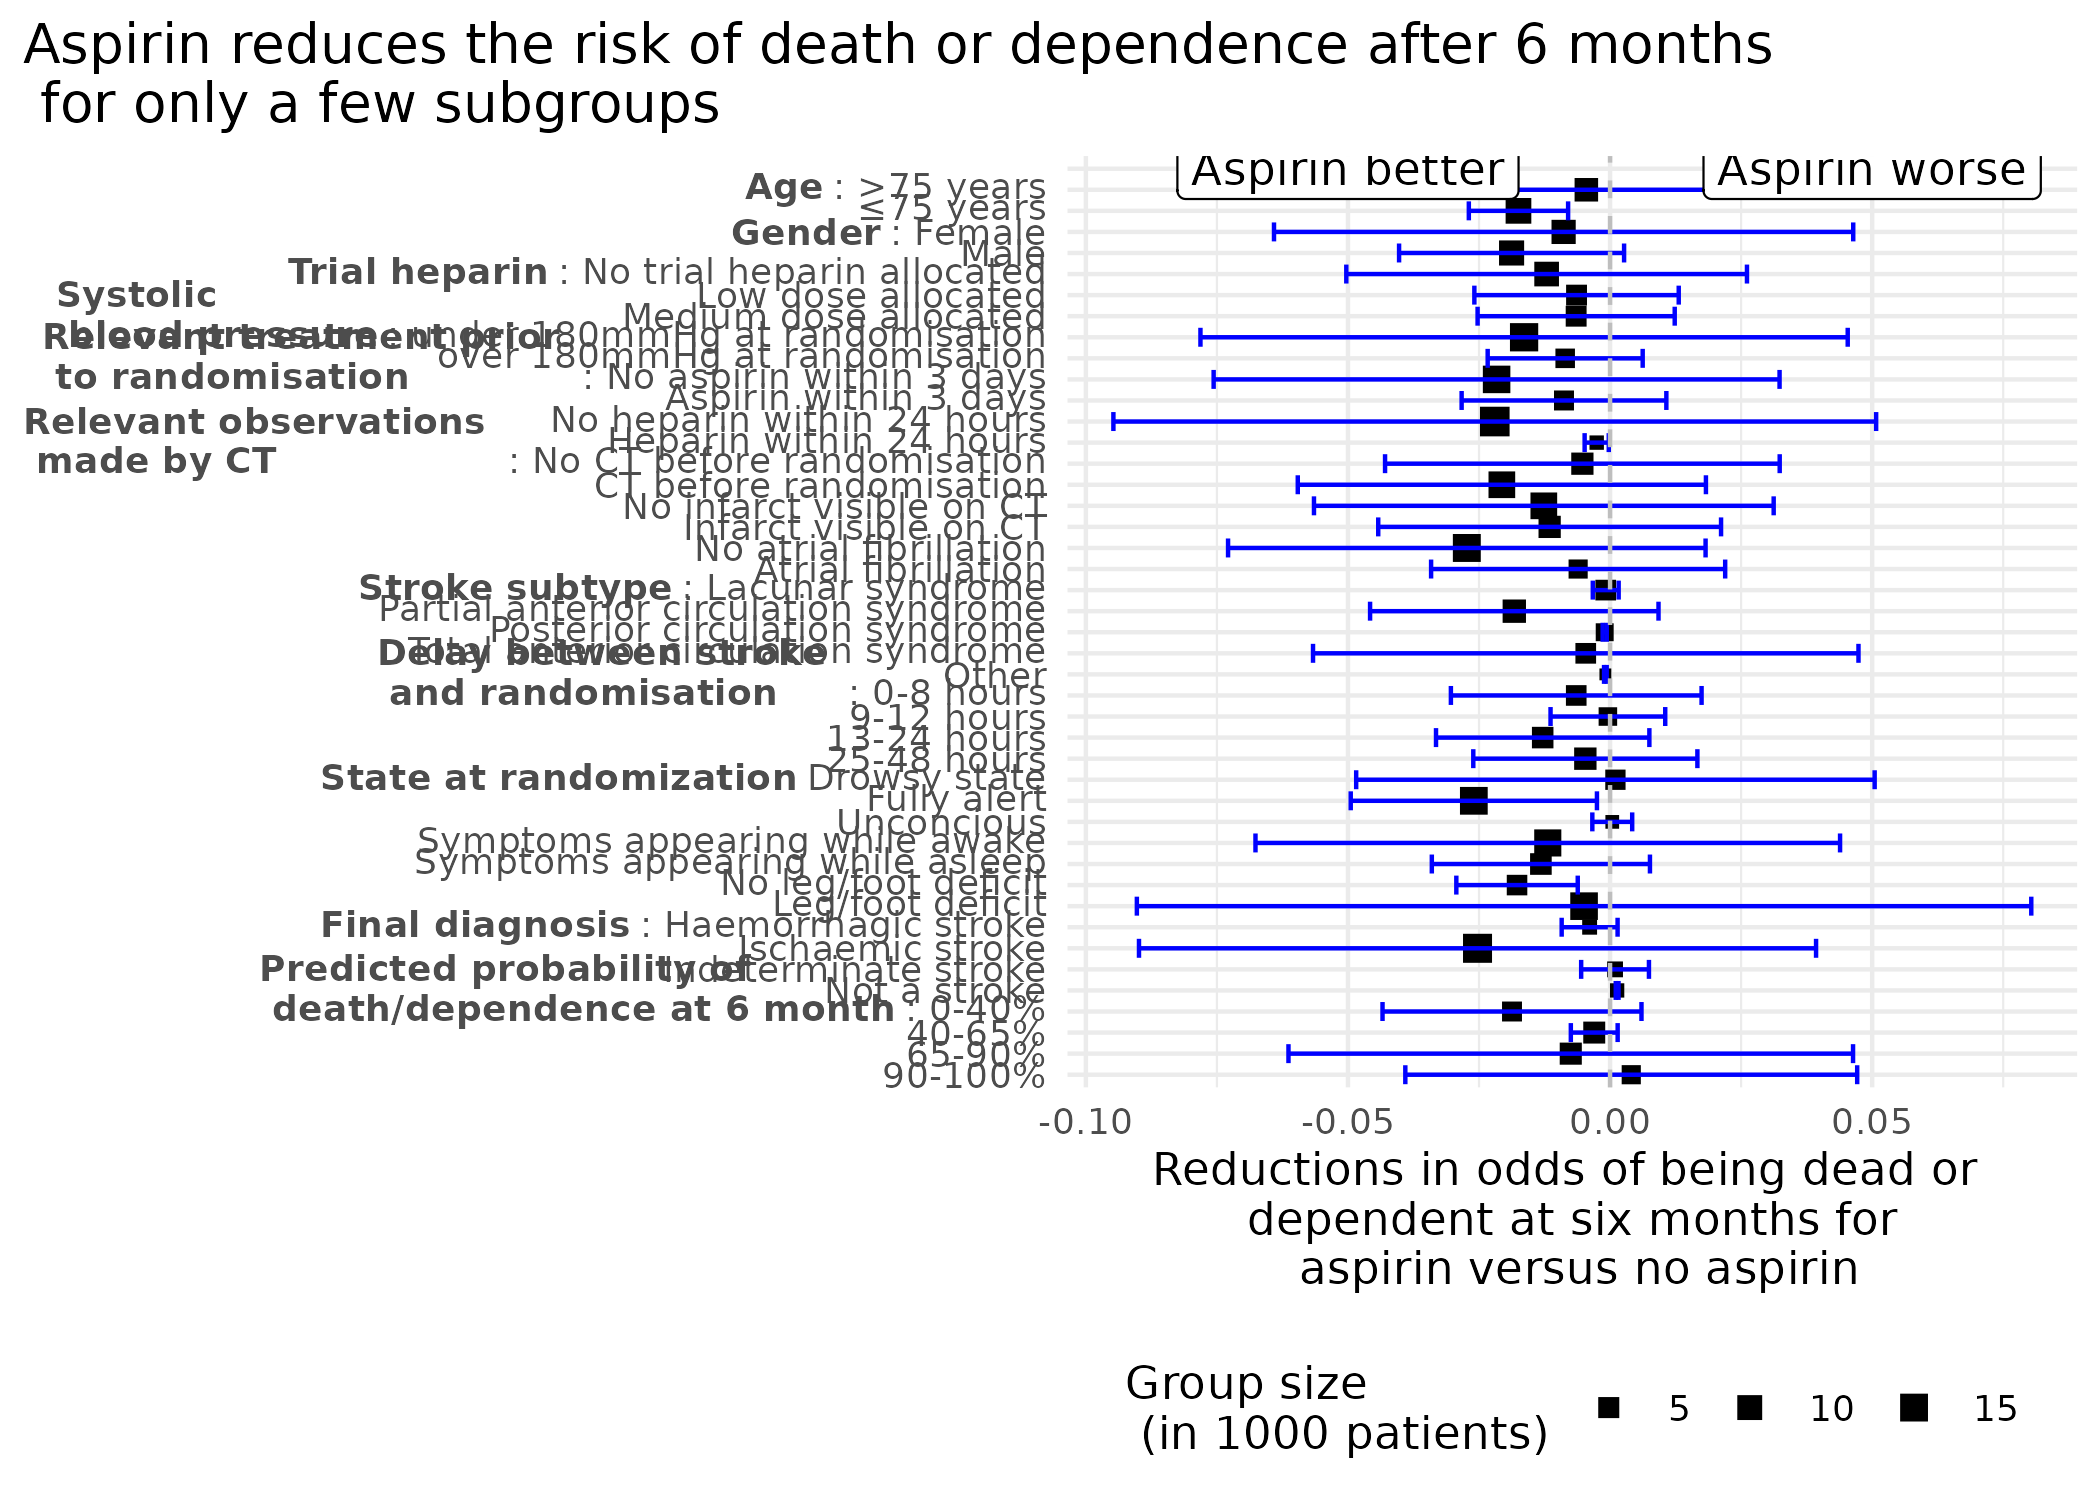 Aspirin reduces the risk of death or dependence after 6 months
for only a few subgroups
Aspirin better
Aspirin worse
Age : >75 years
≤75 years
Gender : Female
Male
Trial heparin : No trial heparin allocated
Low dose allocated
Medium dose allocated
Systolic
blood pressure : under 180mmHg at randomisation
over 180mmHg at randomisation
Relevant treatment prior
to randomisation : No aspirin within 3 days
Aspirin within 3 days
No heparin within 24 hours
Heparin within 24 hours
Relevant observations
made by CT : No CT before randomisation
CT before randomisation
No infarct visible on CT
Infarct visible on CT
No atrial fibrillation
Atrial fibrillation
Stroke subtype : Lacunar syndrome
Partial anterior circulation syndrome
Posterior circulation syndrome
Total anterior circulation syndrome
Other
Delay between stroke
and randomisation : 0-8 hours
9-12 hours
13-24 hours
25-48 hours
State at randomization Drowsy state
Fully alert
Unconcious
Symptoms appearing while awake
Symptoms appearing while asleep
No leg/foot deficit
Leg/foot deficit
Final diagnosis : Haemorrhagic stroke
Ischaemic stroke
Indeterminate stroke
Not a stroke
Predicted probability of
death/dependence at 6 month : 0-40%
40-65%
65-90%
90-100%
-0.10 -0.05 0.00 0.05
Reductions in odds of being dead or
dependent at six months for
aspirin versus no aspirin
Group size
(in 1000 patients)
5 10 15